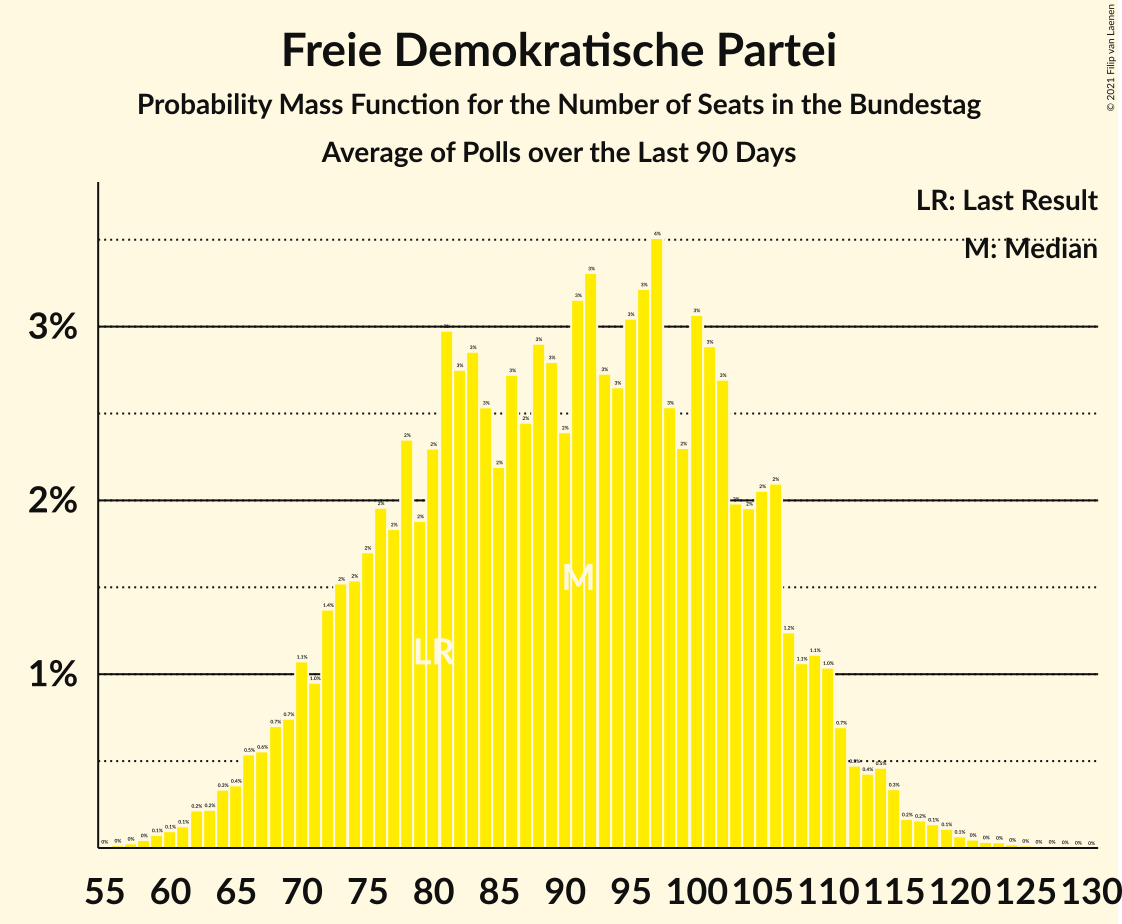 Freie Demokratische Partei
Probability Mass Function for the Number of Seats in the Bundestag
Average of Polls over the Last 90 Days
© 2021 Filip van Laenen
LR: Last Result
M: Median
3%
2%
1%
LR
M
55 60 65 70 75 80 85 90 95 100 105 110 115 120 125 130